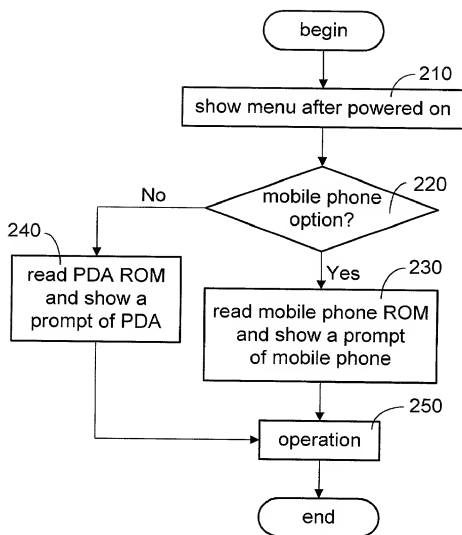 begin
210
show menu after powered on
mobile phone
option?
220
No
Yes
240
read PDA ROM
and show a
prompt of PDA
230
read mobile phone ROM
and show a prompt
of mobile phone
250
operation
end